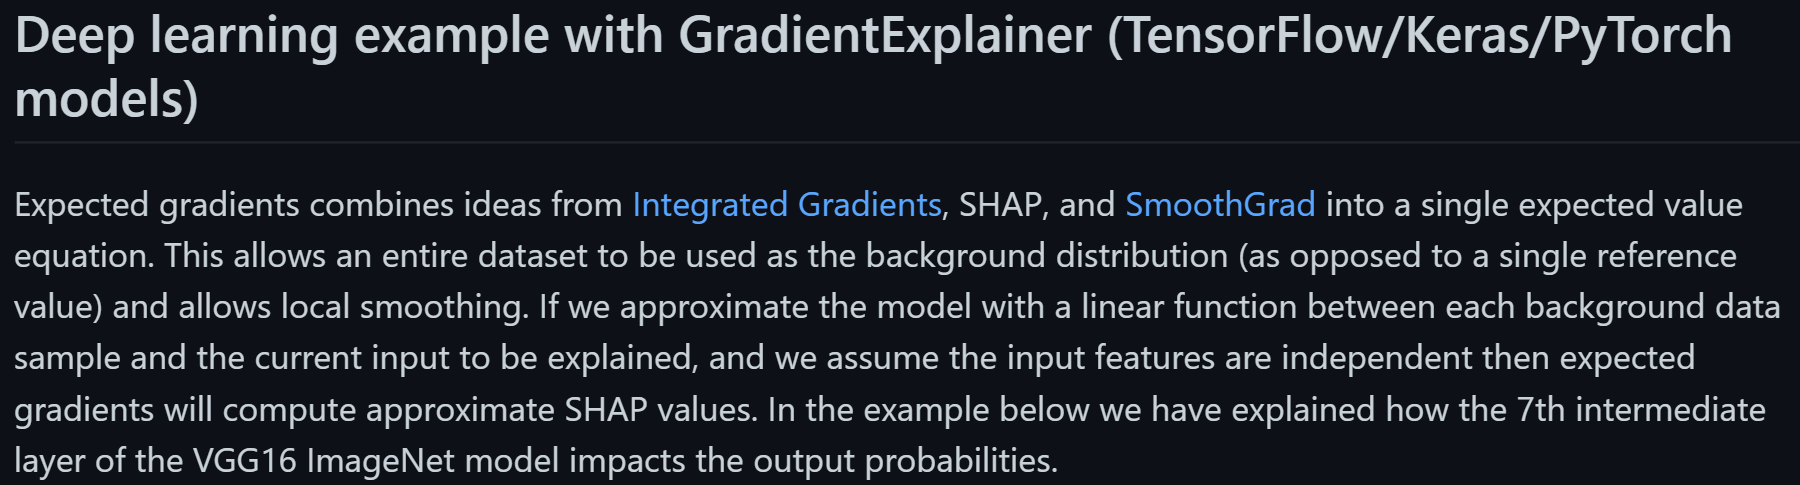 Deep learning example with GradientExplainer (TensorFlow/Keras/PyTorch
models)
Expected gradients combines ideas from Integrated Gradients, SHAP, and SmoothGrad into a single expected value
equation. This allows an entire dataset to be used as the background distribution (as opposed to a single reference
value) and allows local smoothing. If we approximate the model with a linear function between each background data
sample and the current input to be explained, and we assume the input features are independent then expected
gradients will compute approximate SHAP values. In the example below we have explained how the 7th intermediate
layer of the VGG16 ImageNet model impacts the output probabilities.